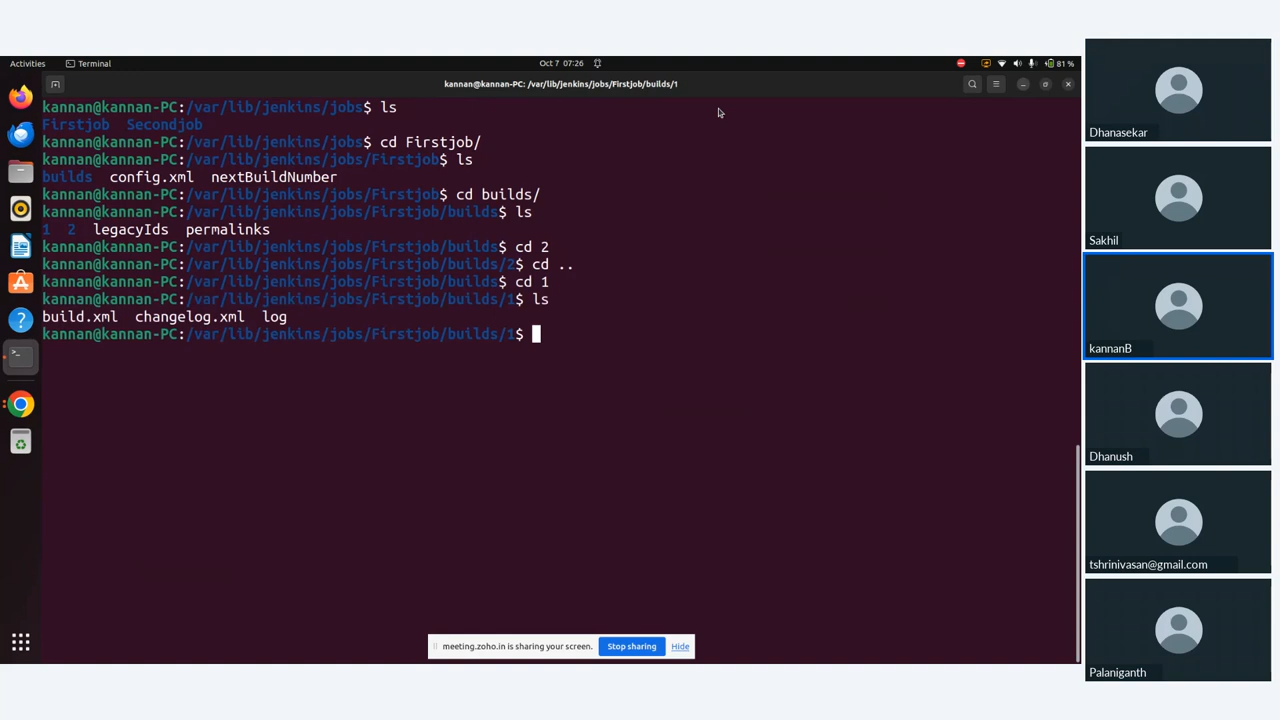 Activities
Terminal
Oct 7 07:26
81 %
kannan@kannan-PC: /var/lib/jenkins/jobs/FirstJob/builds/1
kannan@kannan-PC:/var/lib/jenkins/jobs$ ls
Firstjob Secondjob
kannan@kannan-PC:/var/lib/jenkins/jobs$ cd Firstjob/
kannan@kannan-PC:/var/lib/jenkins/jobs/Firstjob$ ls
builds config.xml nextBuildNumber
kannan@kannan-PC:/var/lib/jenkins/jobs/Firstjob$ cd builds/
kannan@kannan-PC:/var/lib/jenkins/jobs/Firstjob/builds$ ls
1 2 legacyIds permalinks
kannan@kannan-PC:/var/lib/jenkins/jobs/Firstjob/builds$ cd 2
kannan@kannan-PC:/var/lib/jenkins/jobs/Firstjob/builds/2$ cd ..
kannan@kannan-PC:/var/lib/jenkins/jobs/Firstjob/builds$ cd 1
kannan@kannan-PC:/var/lib/jenkins/jobs/Firstjob/builds/1$ ls
build.xml changelog.xml log
kannan@kannan-PC:/var/lib/jenkins/jobs/Firstjob/builds/1$
meeting.zoho.in is sharing your screen. Stop sharing Hide
Dhanasekar
Sakhil
kannanB
Dhanush
tshrinivasan@gmail.com
Palaniganth